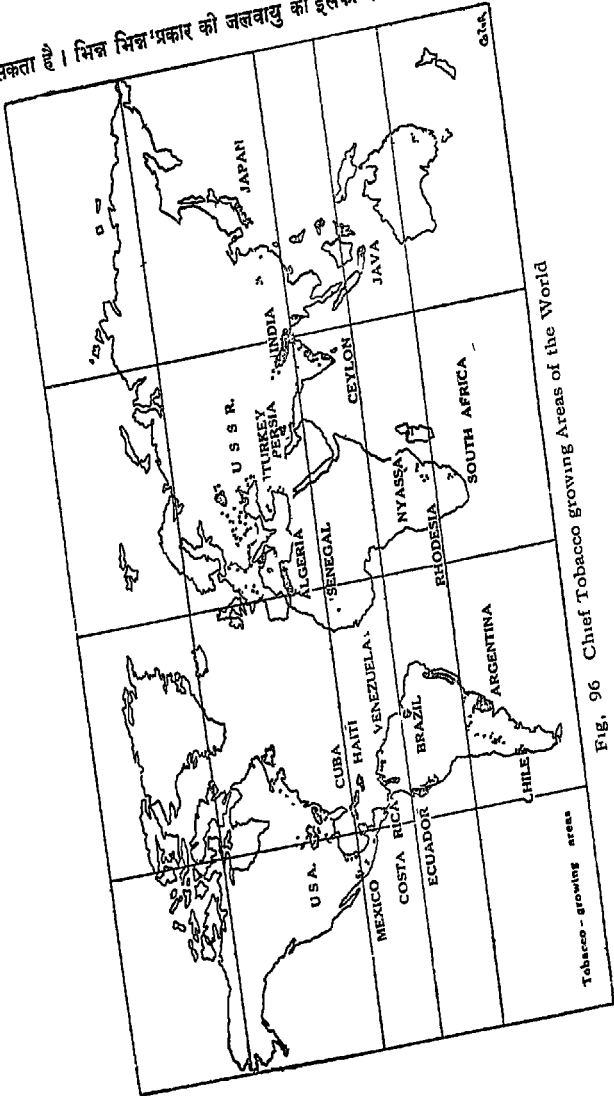 सकता है। भिन्न भिन्न प्रकार की जलवायु का इसका
JAPAN
U S S R.
INDIA
TURKEY
PERSIA
CEYLON
JAVA
ALGERIA
SENEGAL
NYASSA
RHODESIA
SOUTH AFRICA
U S A.
CUBA
HAITI
MEXICO
VENEZUELA
COSTA RICA
ECUADOR
BRAZIL
ARGENTINA
CHILE
Tobacco-growing areas
Fig. 96 Chief Tobacco growing Areas of the World